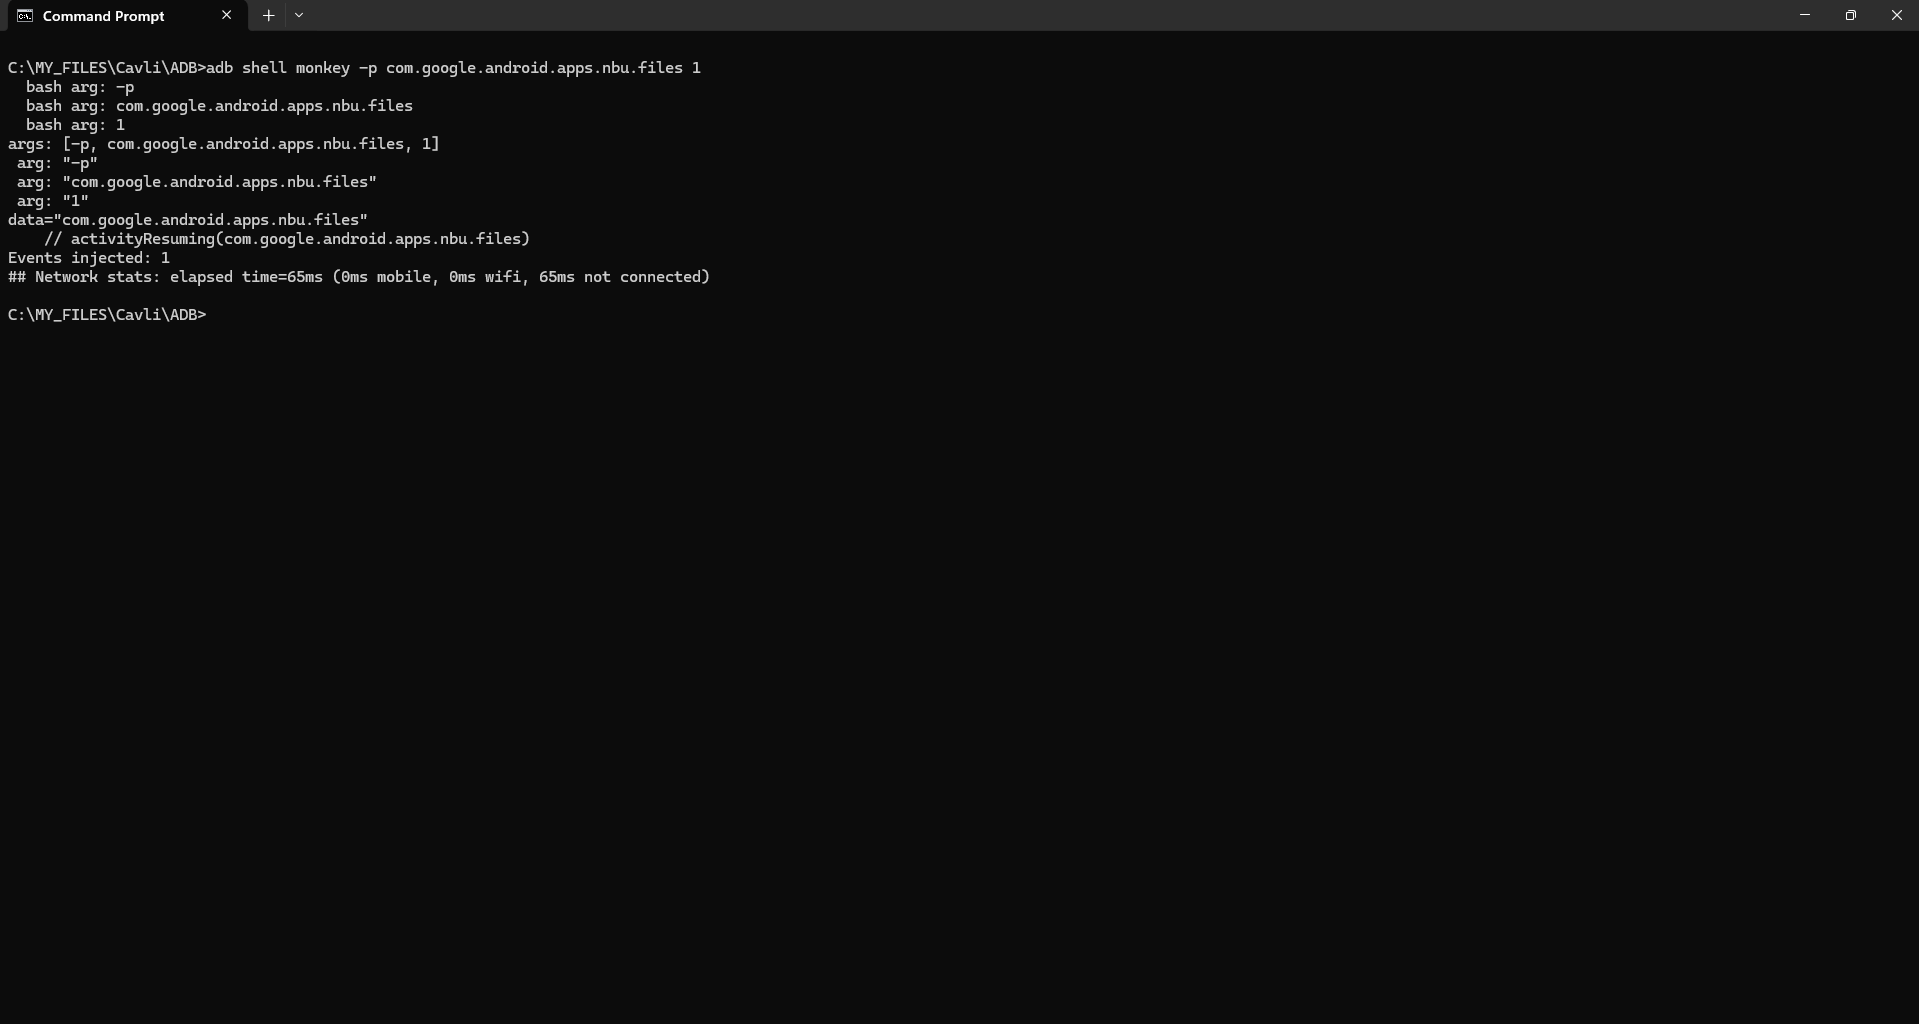 Command Prompt
C:\MY_FILES\Cavli\ADB>adb shell monkey -p com.google.android.apps.nbu.files 1
  bash arg: -p
  bash arg: com.google.android.apps.nbu.files
  bash arg: 1
args: [-p, com.google.android.apps.nbu.files, 1]
 arg: "-p"
 arg: "com.google.android.apps.nbu.files"
 arg: "1"
data="com.google.android.apps.nbu.files"
    // activityResuming(com.google.android.apps.nbu.files)
Events injected: 1
## Network stats: elapsed time=65ms (0ms mobile, 0ms wifi, 65ms not connected)
C:\MY_FILES\Cavli\ADB>